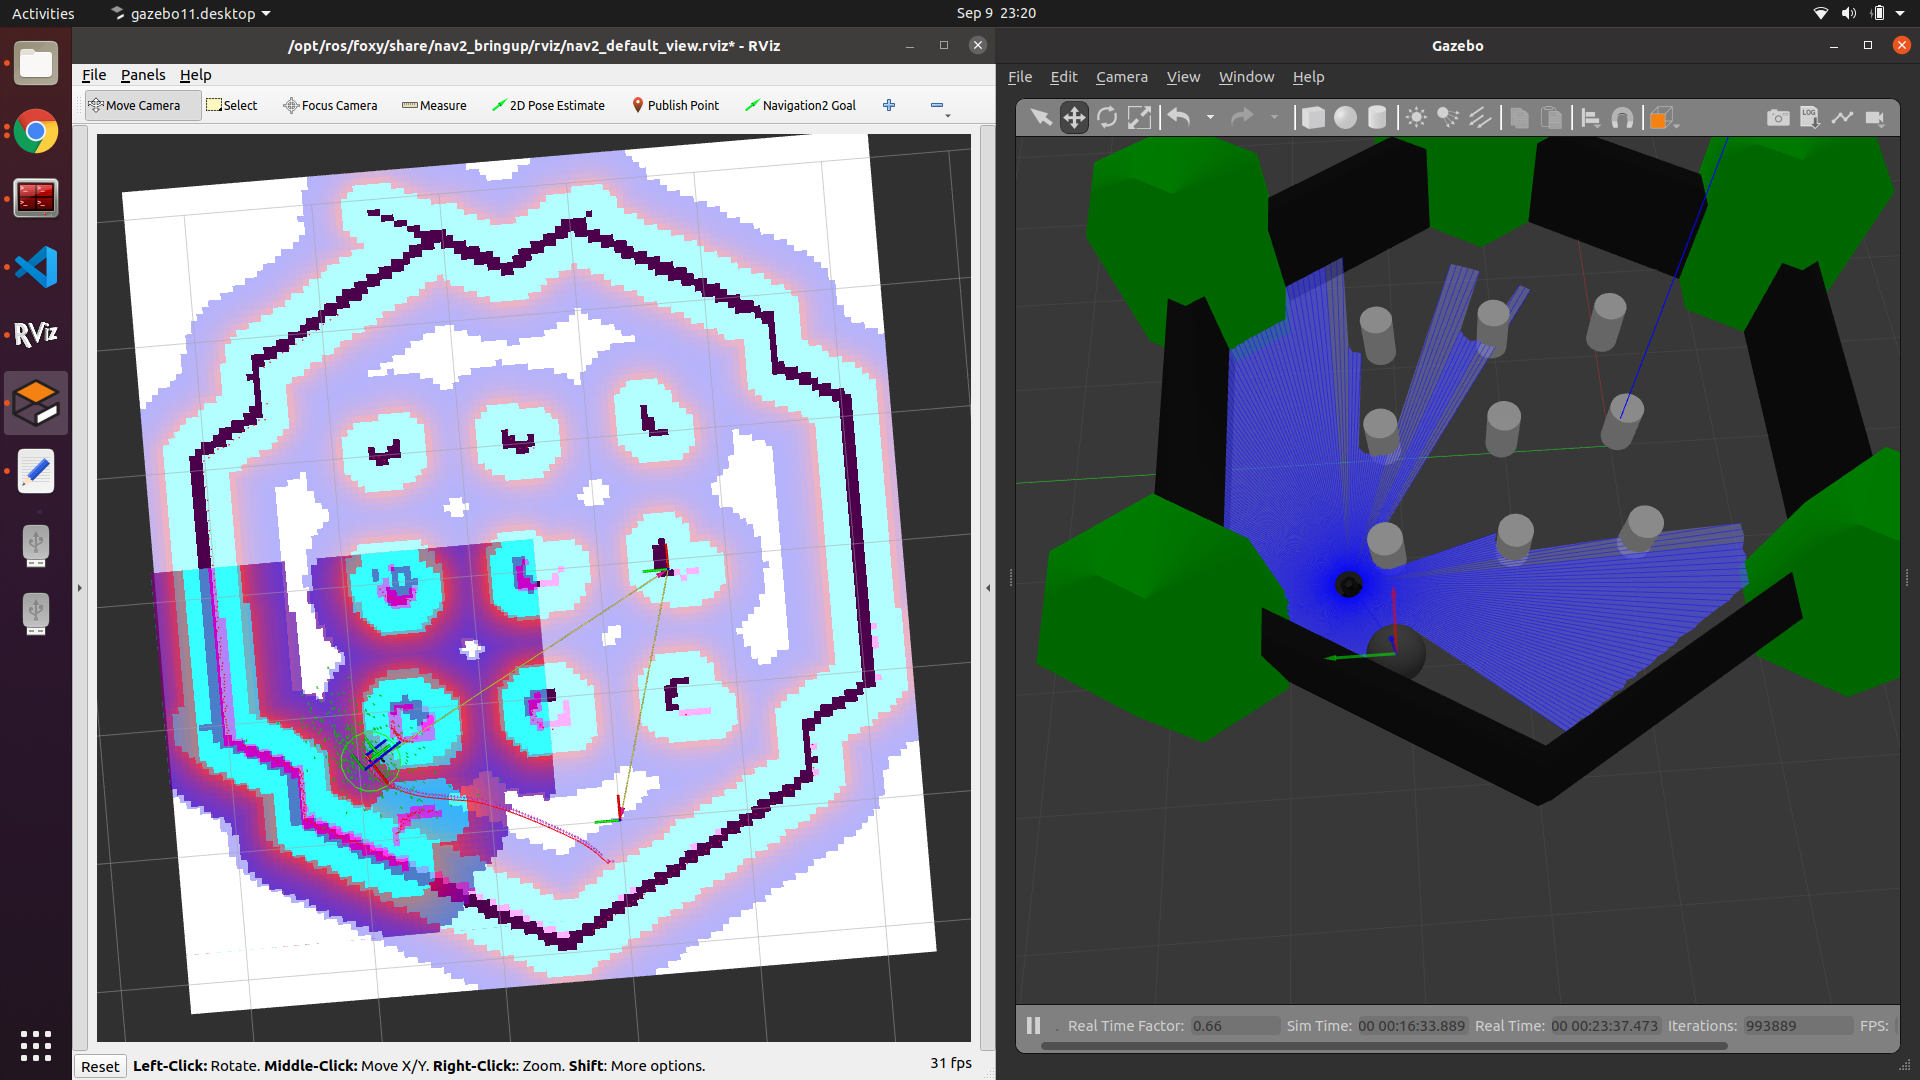 Activities
gazebo11.desktop
Sep 9 23:20
/opt/ros/foxy/share/nav2_bringup/rviz/nav2_default_view.rviz* - RViz
File Panels Help
Move Camera Select Focus Camera Measure 2D Pose Estimate Publish Point Navigation2 Goal
RViz
Reset Left-Click: Rotate. Middle-Click: Move X/Y. Right-Click:: Zoom. Shift: More options.
31 fps
Gazebo
File Edit Camera View Window Help
LOG
Real Time Factor: 0.66 Sim Time: 00 00:16:33.889 Real Time: 00 00:23:37.473 Iterations: 993889 FPS: